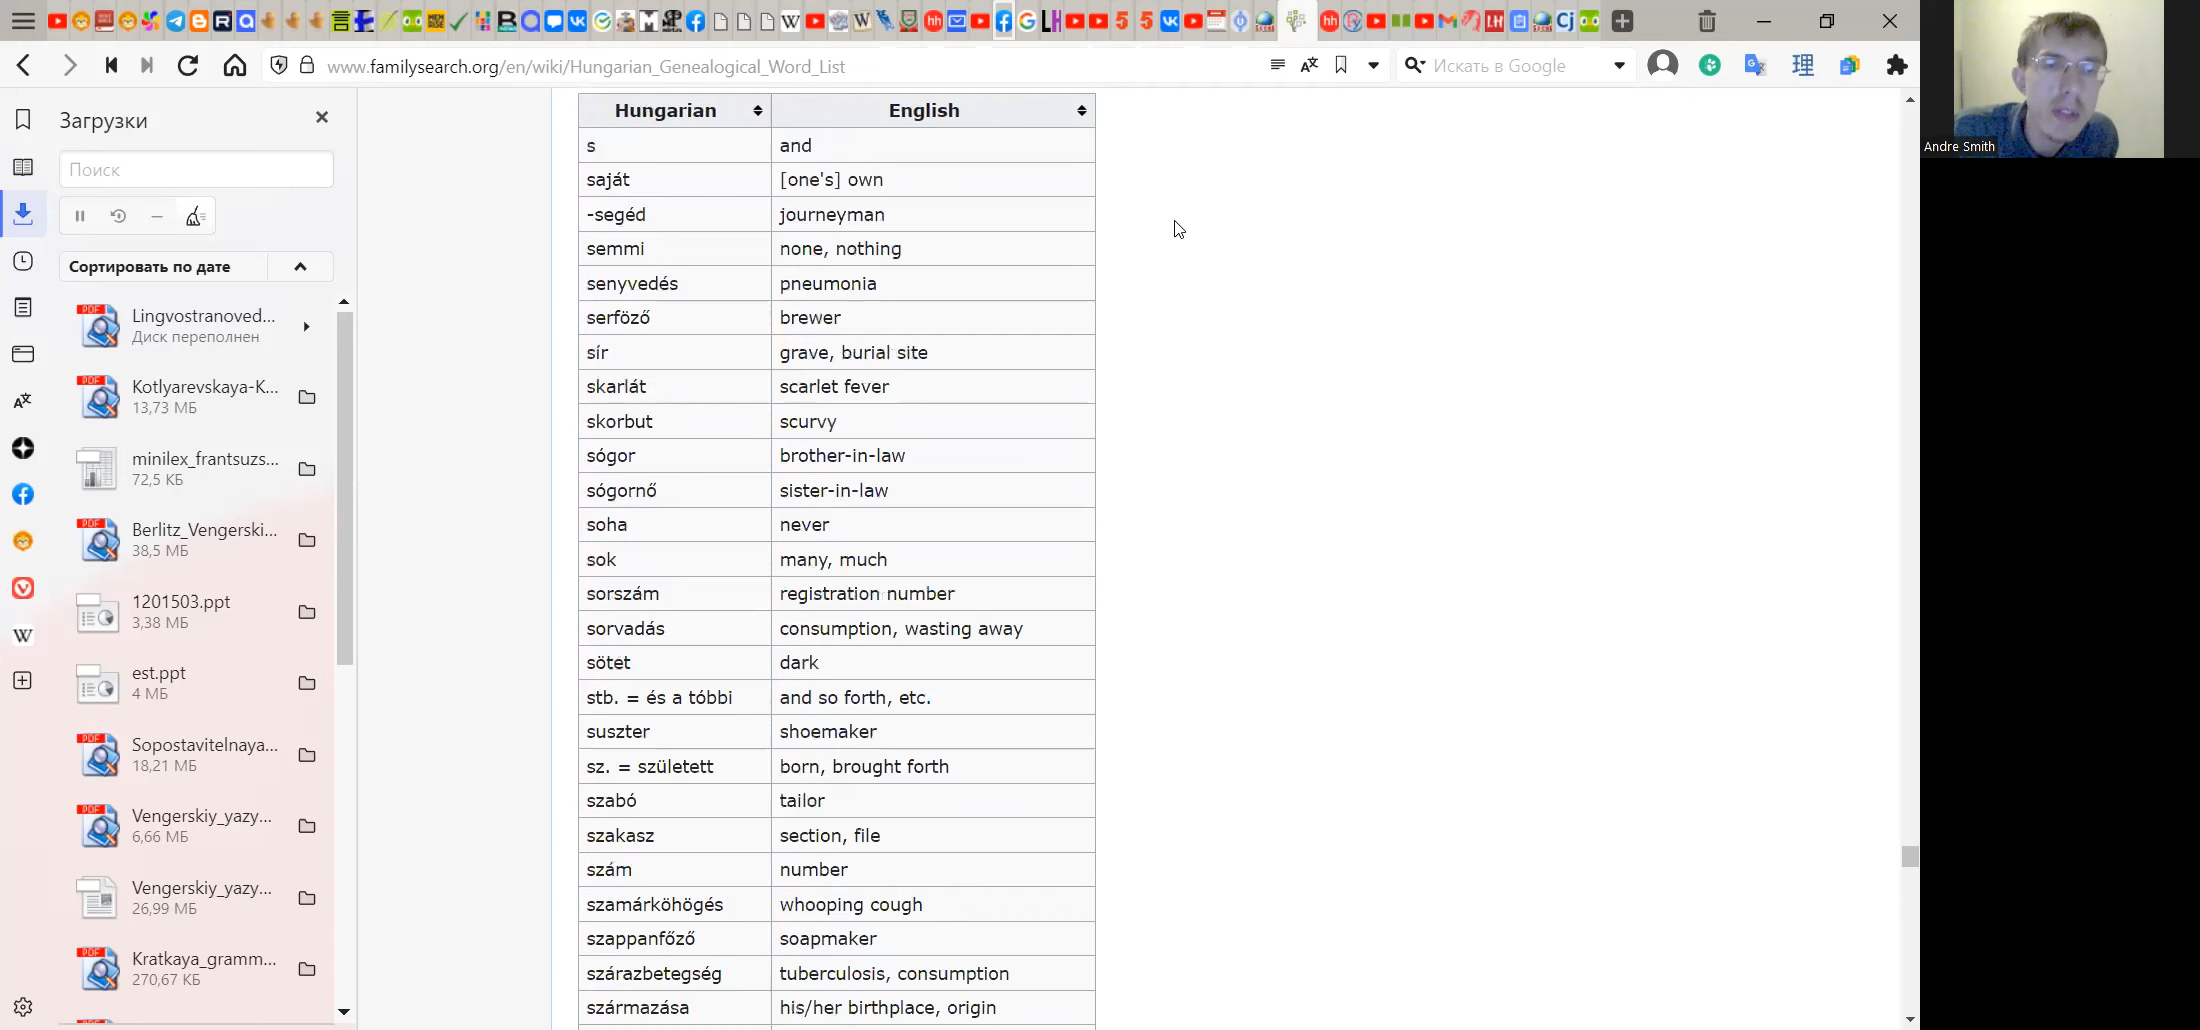 www.familysearch.org/en/wiki/Hungarian_Genealogical_Word_List
Искать в Google
Загрузки
Поиск
Сортировать по дате
Lingvostranoved...
Диск переполнен
Kotlyarevskaya-K...
13,73 МБ
minilex_frantsuzs...
72,5 КБ
Berlitz_Vengerski...
38,5 МБ
1201503.ppt
3,38 МБ
est.ppt
4 МБ
Sopostavitelnaya...
18,21 МБ
Vengerskiy_yazy...
6,66 МБ
Vengerskiy_yazy...
26,99 МБ
Kratkaya_gramm...
270,67 КБ
Hungarian English
s and
saját [one's] own
-segéd journeyman
semmi none, nothing
senyvedés pneumonia
serföző brewer
sír grave, burial site
skarlát scarlet fever
skorbut scurvy
sógor brother-in-law
sógornő sister-in-law
soha never
sok many, much
sorszám registration number
sorvadás consumption, wasting away
sötet dark
stb. = és a tóbbi and so forth, etc.
suszter shoemaker
sz. = született born, brought forth
szabó tailor
szakasz section, file
szám number
szamárköhögés whooping cough
szappanfőző soapmaker
szárazbetegség tuberculosis, consumption
származása his/her birthplace, origin
Andre Smith